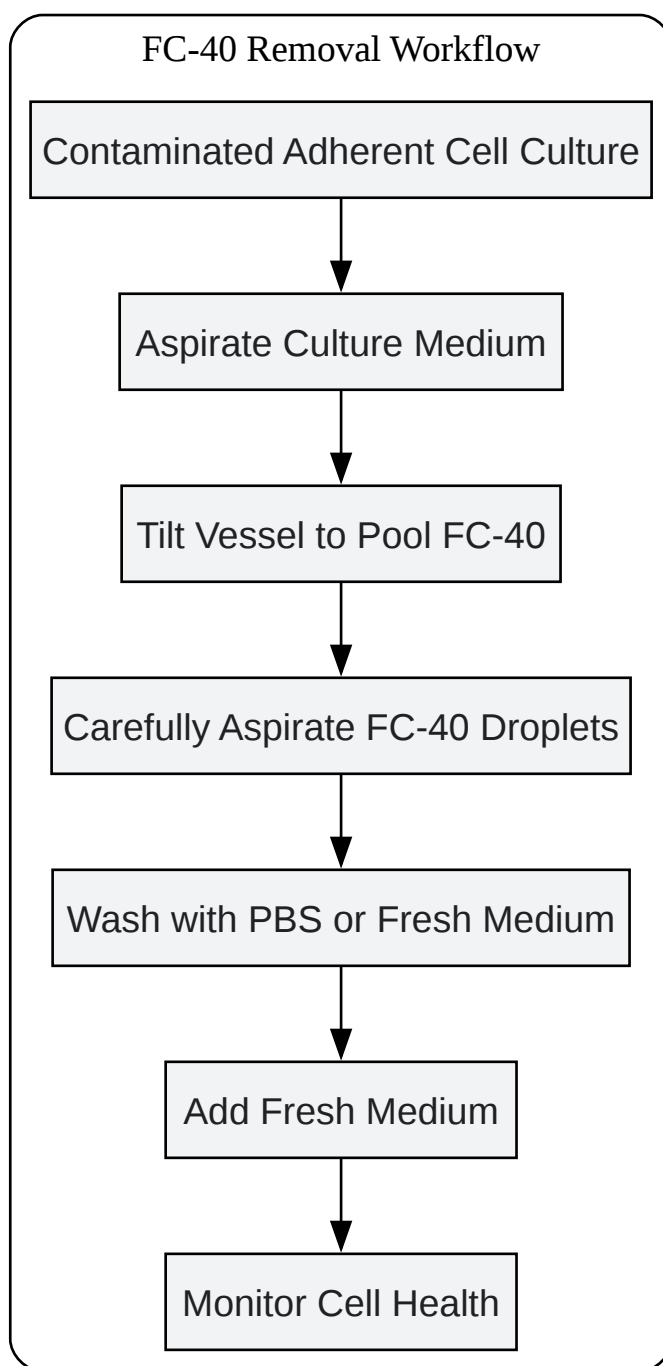 FC-40 Removal Workflow
Contaminated Adherent Cell Culture
Aspirate Culture Medium
Tilt Vessel to Pool FC-40
Carefully Aspirate FC-40 Droplets
Wash with PBS or Fresh Medium
Add Fresh Medium
Monitor Cell Health